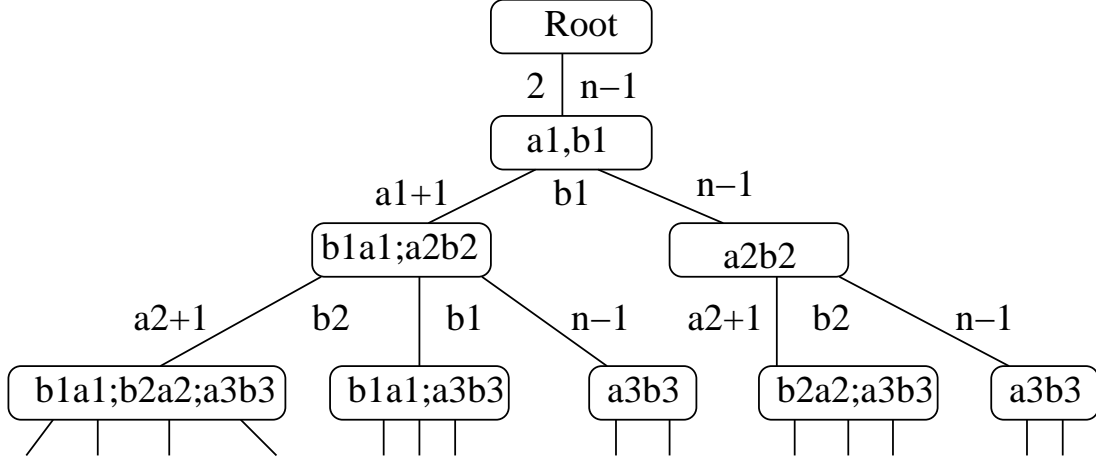 Root
2 n−1
a1,b1
a1+1 b1 n−1
b1a1;a2b2 a2b2
a2+1 b2 b1 n−1 a2+1 b2 n−1
b1a1;b2a2;a3b3 b1a1;a3b3 a3b3 b2a2;a3b3 a3b3